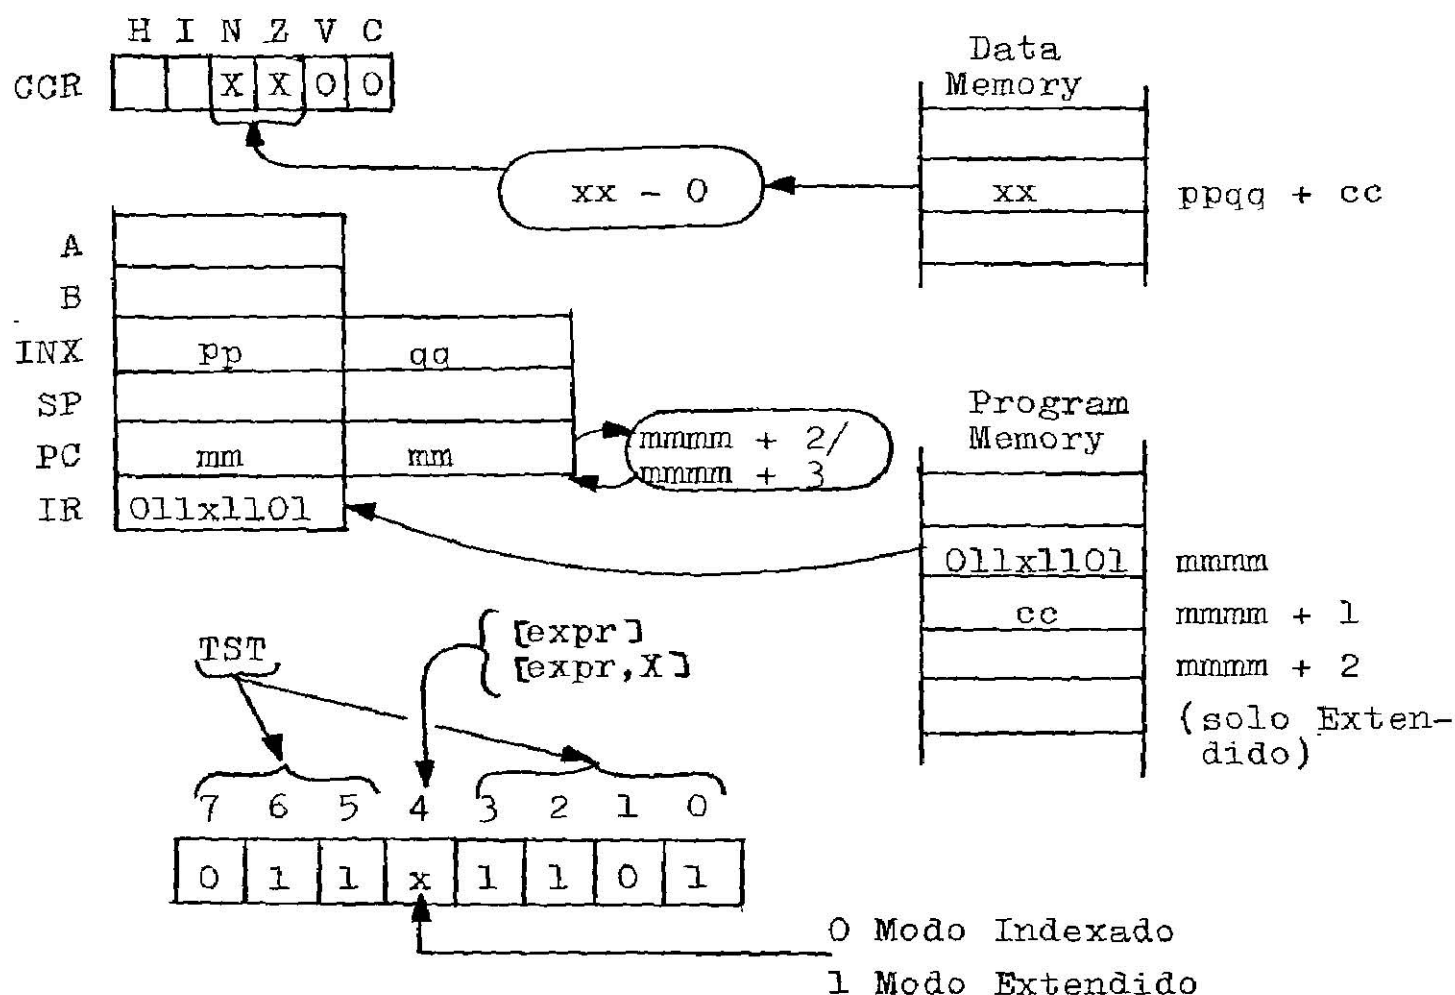 H I N Z V C
CCR X X 0 0
Data
Memory
xx - 0
xx
ppqq + cc
A
B
INX pp qq
SP
PC mm mm
IR 011x1101
mmmm + 2/
mmmm + 3
Program
Memory
011x1101 mmmm
cc mmmm + 1
mmmm + 2
(solo Exten-
dido)
TST
[expr]
[expr,X]
7 6 5 4 3 2 1 0
0 1 1 x 1 1 0 1
0 Modo Indexado
1 Modo Extendido